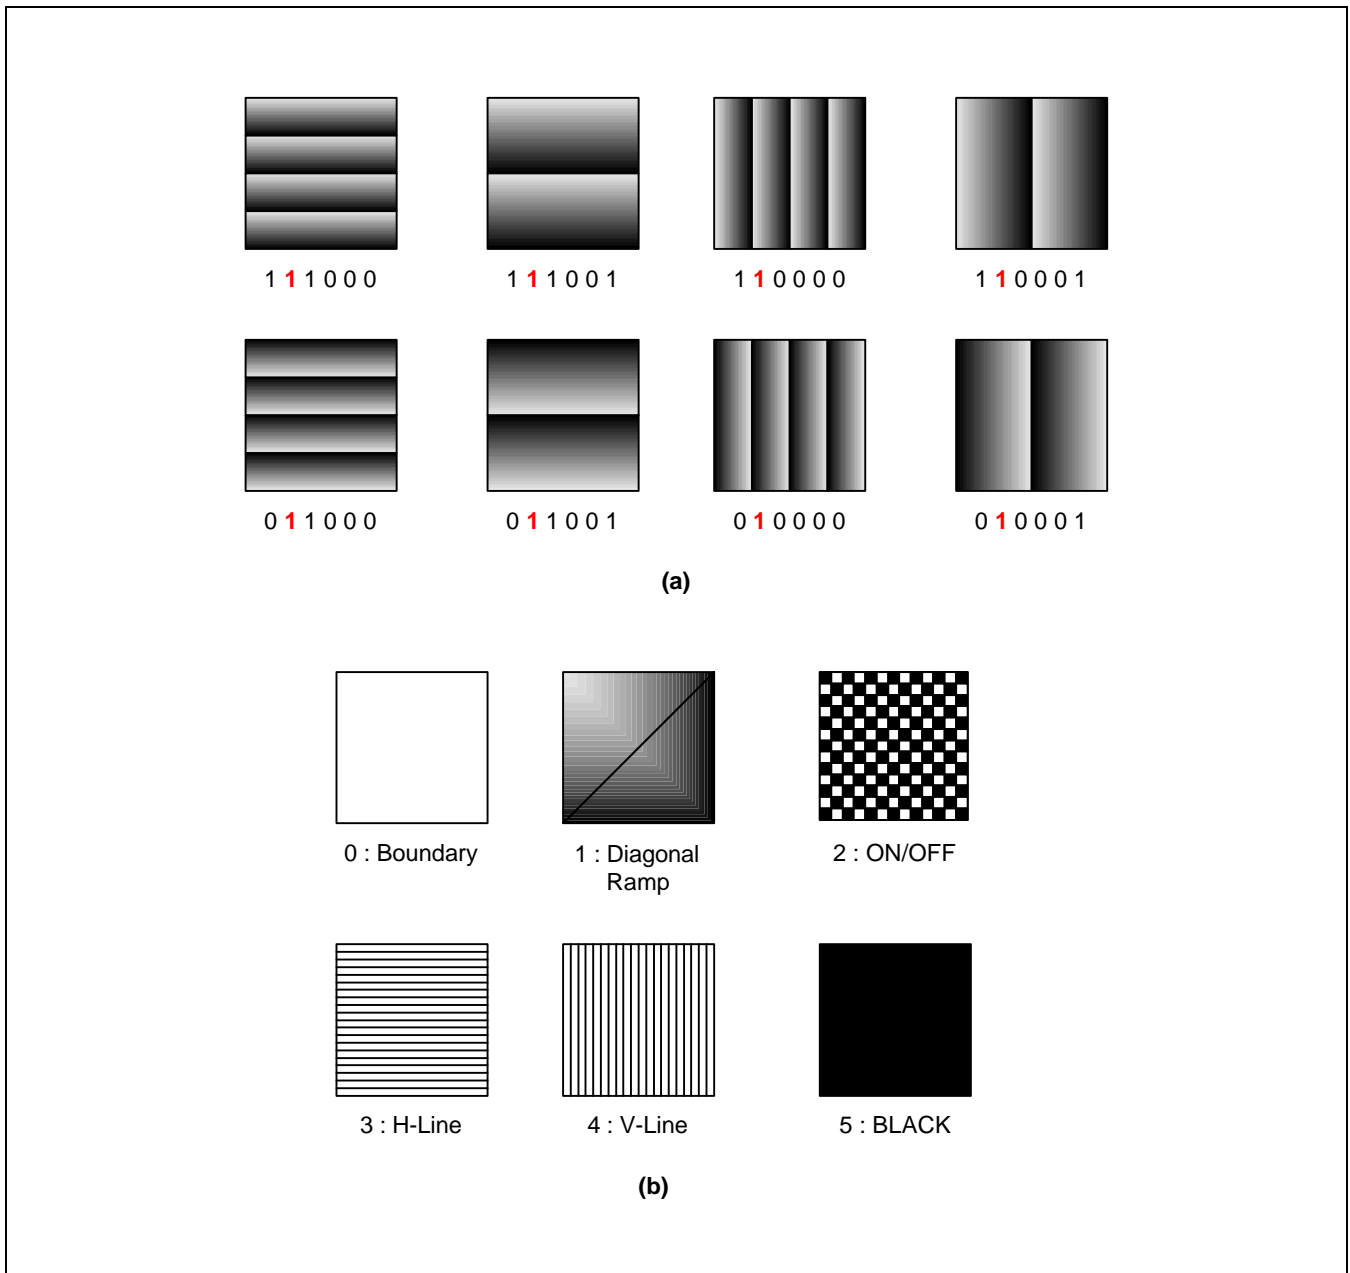 1 1 1 0 0 0
1 1 1 0 0 1
1 1 0 0 0 0
1 1 0 0 0 1
0 1 1 0 0 0
0 1 1 0 0 1
0 1 0 0 0 0
0 1 0 0 0 1
(a)
0 : Boundary
1 : Diagonal
Ramp
2 : ON/OFF
3 : H-Line
4 : V-Line
5 : BLACK
(b)